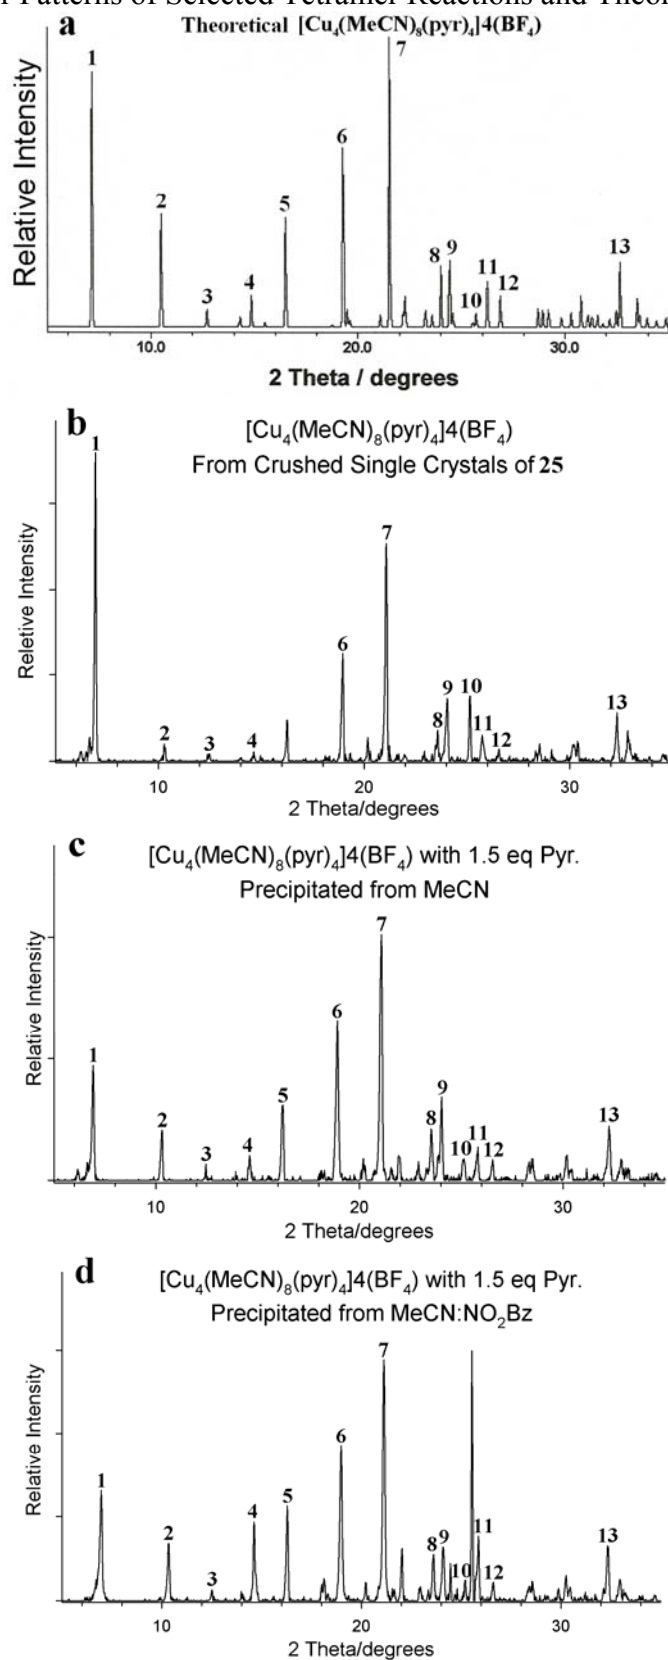 r Patterns of Selected Tetramer Reactions and Theo
a
Theoretical [Cu₄(MeCN)₈(pyr)₄]4(BF₄)
Relative Intensity
1
2
3
4
5
6
7
8
9
10
11
12
13
10.0 20.0 30.0
2 Theta / degrees
b
[Cu₄(MeCN)₈(pyr)₄]4(BF₄)
From Crushed Single Crystals of 25
Reletive Intensity
1
2
3
4
6
7
8
9
10
11
12
13
10 20 30
2 Theta/degrees
c
[Cu₄(MeCN)₈(pyr)₄]4(BF₄) with 1.5 eq Pyr.
Precipitated from MeCN
Relative Intensity
1
2
3
4
5
6
7
8
9
10
11
12
13
10 20 30
2 Theta/degrees
d
[Cu₄(MeCN)₈(pyr)₄]4(BF₄) with 1.5 eq Pyr.
Precipitated from MeCN:NO₂Bz
Relative Intensity
1
2
3
4
5
6
7
8
9
10
11
12
13
10 20 30
2 Theta/degrees